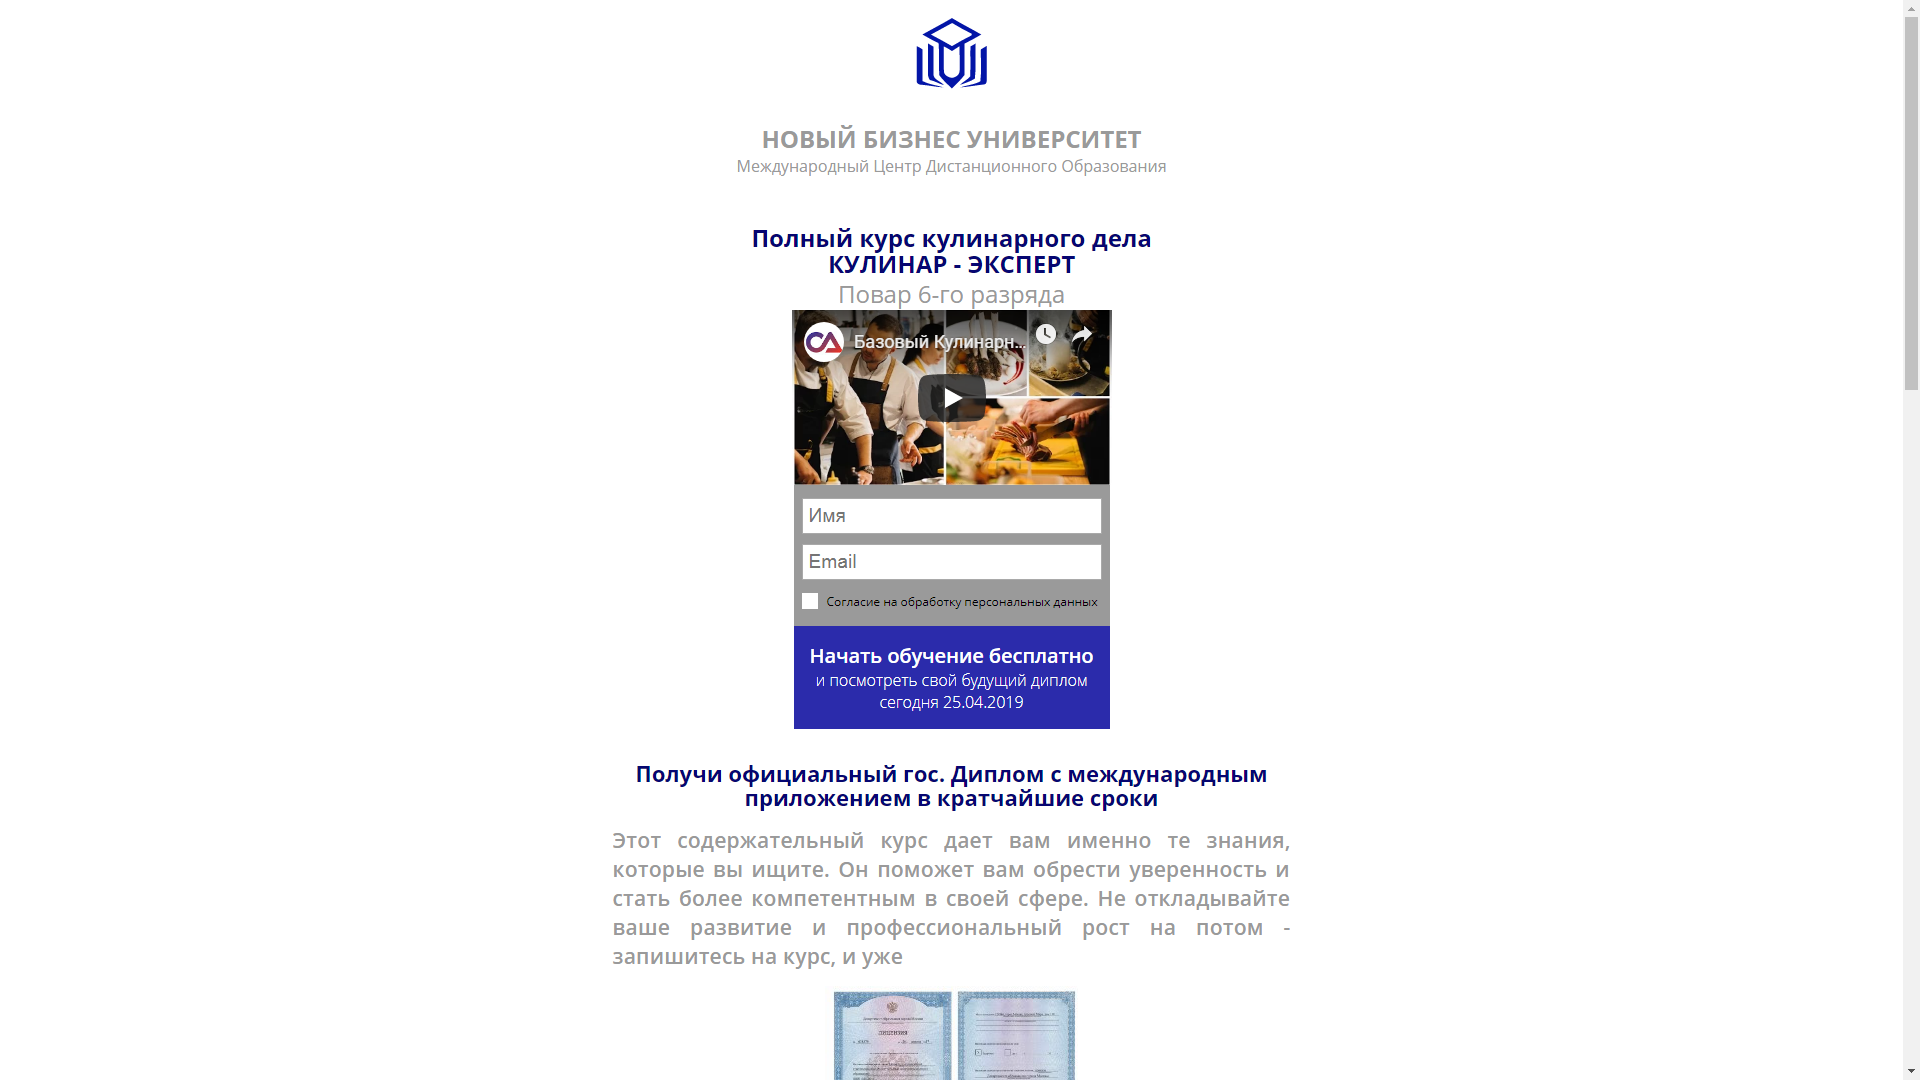 НОВЫЙ БИЗНЕС УНИВЕРСИТЕТ
Международный Центр Дистанционного Образования
Полный курс кулинарного дела
КУЛИНАР - ЭКСПЕРТ
Повар 6-го разряда
Базовый Кулинарн...
Имя
Email
Согласие на обработку персональных данных
Начать обучение бесплатно
и посмотреть свой будущий диплом
сегодня 25.04.2019
Получи официальный гос. Диплом с международным
приложением в кратчайшие сроки
Этот содержательный курс дает вам именно те знания,
которые вы ищите. Он поможет вам обрести уверенность и
стать более компетентным в своей сфере. Не откладывайте
ваше развитие и профессиональный рост на потом -
запишитесь на курс, и уже
ЛИЦЕНЗИЯ